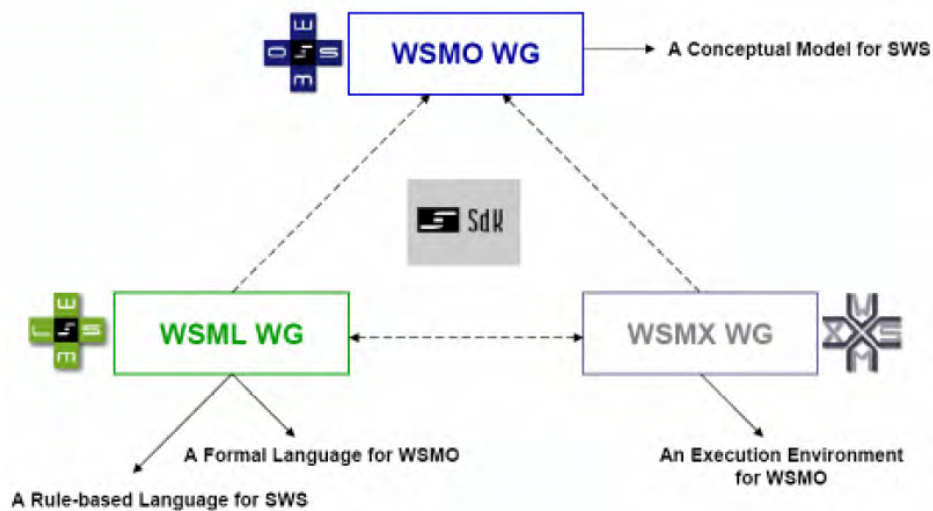 WSMO WG
A Conceptual Model for SWS
SdK
WSML WG
WSMX WG
A Formal Language for WSMO
An Execution Environment
for WSMO
A Rule-based Language for SWS